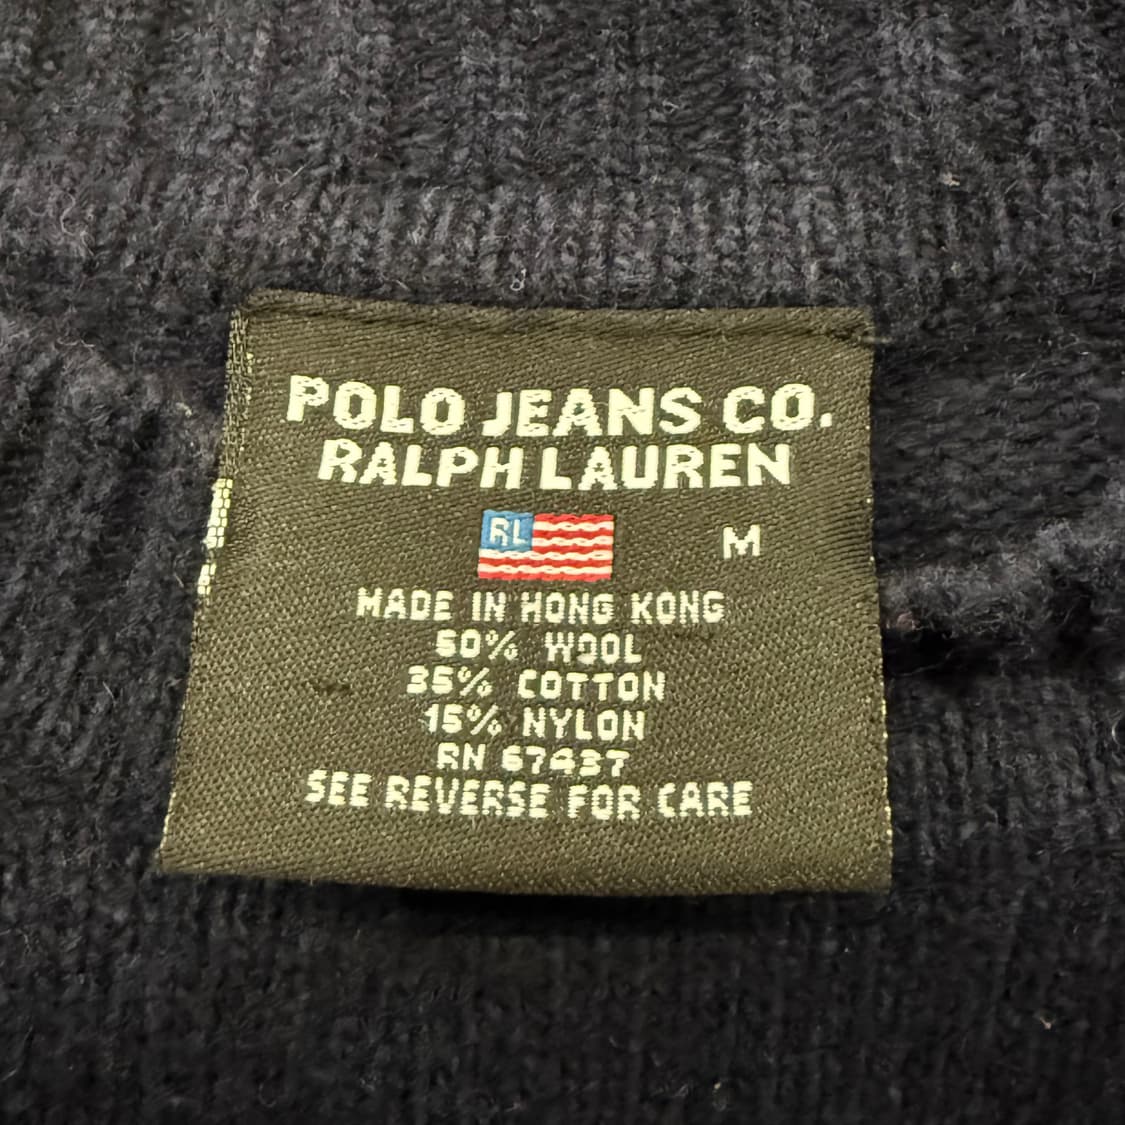 POLO JEANS CO.
RALPH LAUREN
RL
M
MADE IN HONG KONG
50% WOOL
35% COTTON
15% NYLON
RN 67437
SEE REVERSE FOR CARE